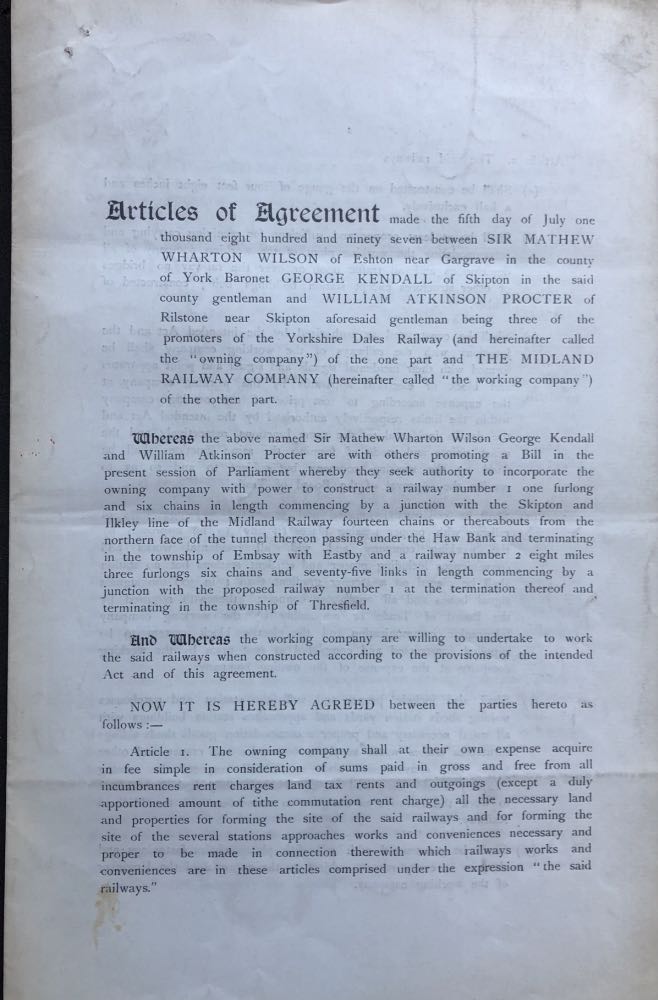 Articles of Agreement made the fifth day of July one
thousand eight hundred and ninety seven between SIR MATHEW
WHARTON WILSON of Eshton near Gargrave in the county
of York Baronet GEORGE KENDALL of Skipton in the said
county gentleman and WILLIAM ATKINSON PROCTER of
Rilstone near Skipton aforesaid gentleman being three of the
promoters of the Yorkshire Dales Railway (and hereinafter called
the "owning company") of the one part and THE MIDLAND
RAILWAY COMPANY (hereinafter called "the working company")
of the other part.
Whereas the above named Sir Mathew Wharton Wilson George Kendall
and William Atkinson Procter are with others promoting a Bill in the
present session of Parliament whereby they seek authority to incorporate the
owning company with power to construct a railway number 1 one furlong
and six chains in length commencing by a junction with the Skipton and
Ilkley line of the Midland Railway fourteen chains or thereabouts from the
northern face of the tunnel thereon passing under the Haw Bank and terminating
in the township of Embsay with Eastby and a railway number 2 eight miles
three furlongs six chains and seventy-five links in length commencing by a
junction with the proposed railway number 1 at the termination thereof and
terminating in the township of Thresfield.
And Whereas the working company are willing to undertake to work
the said railways when constructed according to the provisions of the intended
Act and of this agreement.
NOW IT IS HEREBY AGREED between the parties hereto as
follows :—
Article 1. The owning company shall at their own expense acquire
in fee simple in consideration of sums paid in gross and free from all
incumbrances rent charges land tax rents and outgoings (except a duly
apportioned amount of tithe commutation rent charge) all the necessary land
and properties for forming the site of the said railways and for forming the
site of the several stations approaches works and conveniences necessary and
proper to be made in connection therewith which railways works and
conveniences are in these articles comprised under the expression "the said
railways."